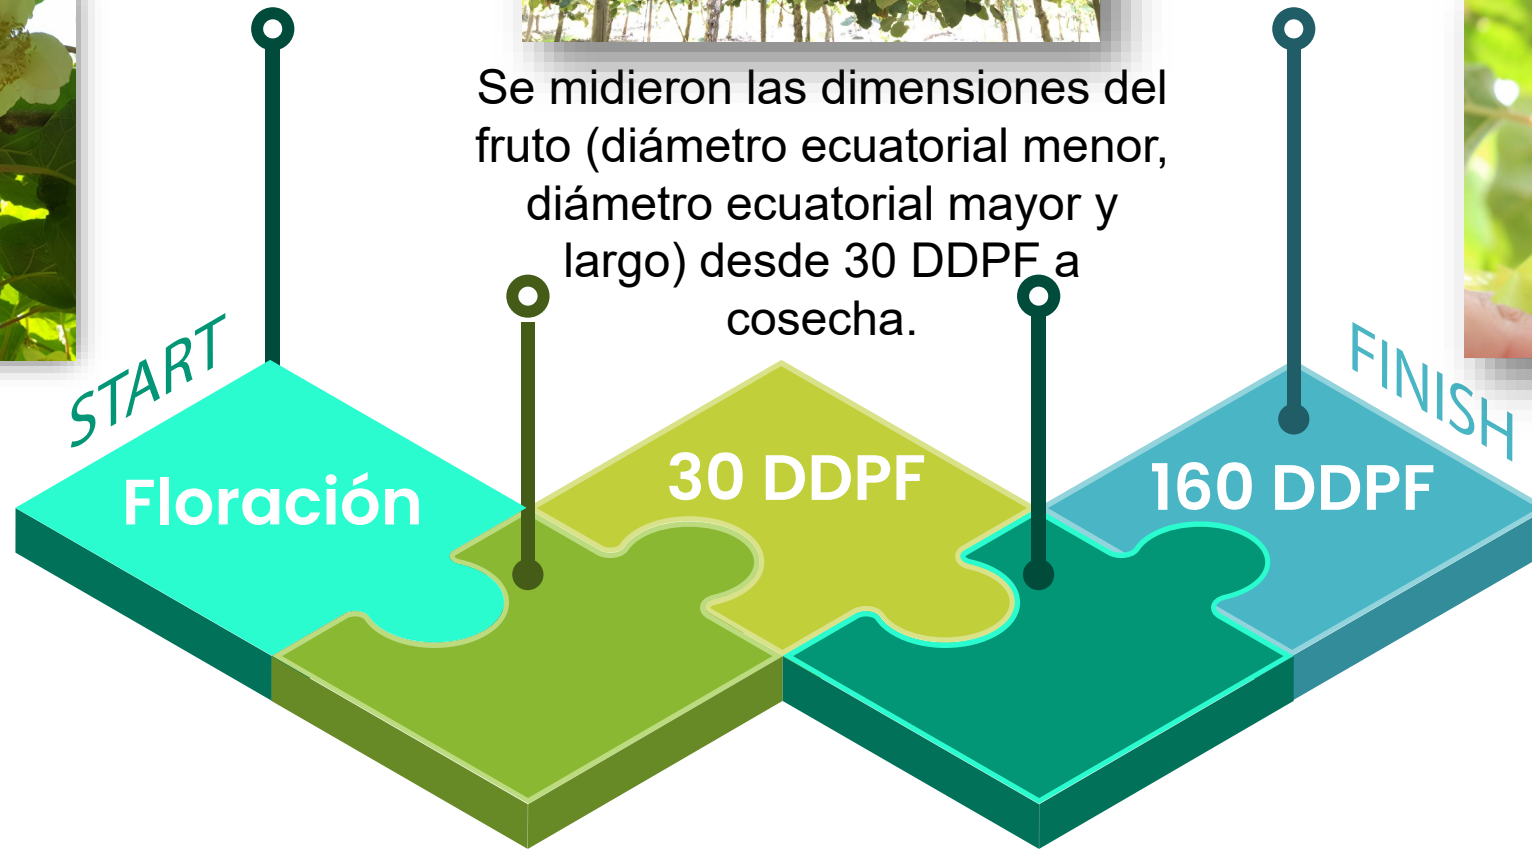 Se midieron las dimensiones del
fruto (diámetro ecuatorial menor,
diámetro ecuatorial mayor y
largo) desde 30 DDPF a
cosecha.
START
FINISH
Floración
30 DDPF
160 DDPF